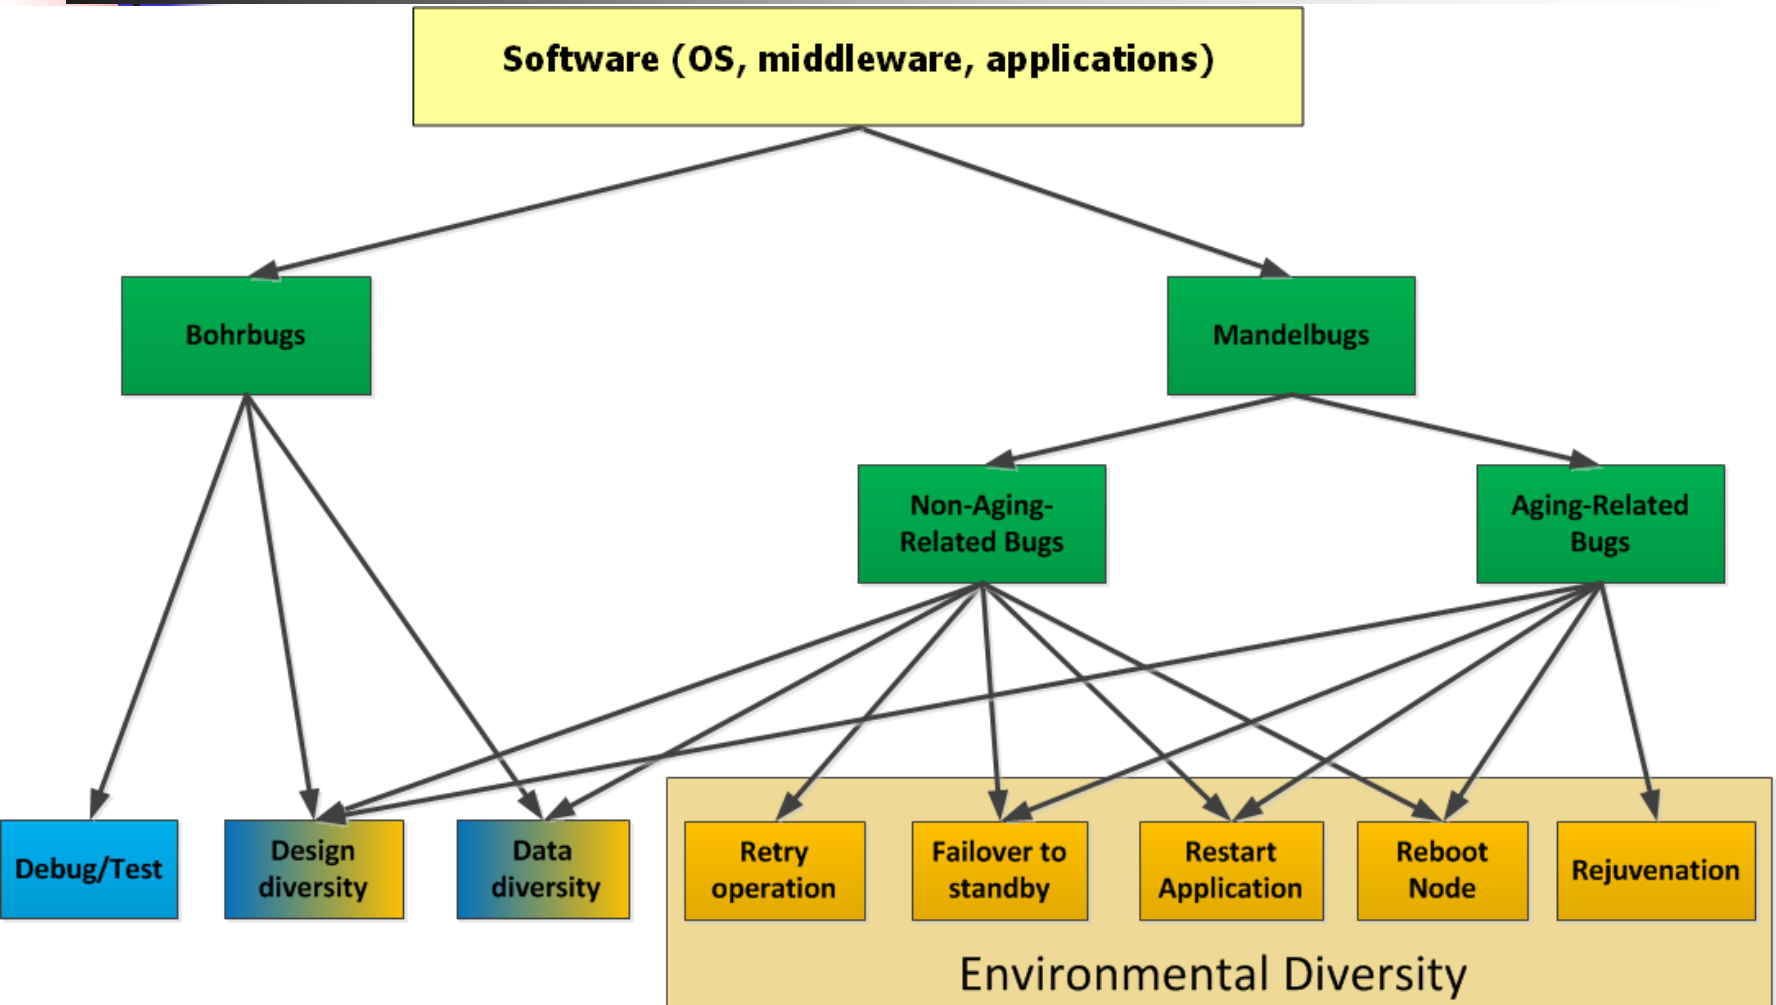 Software (OS, middleware, applications)
Bohrbugs
Mandelbugs
Non-Aging-
Related Bugs
Aging-Related
Bugs
Debug/Test
Design
diversity
Data
diversity
Retry
operation
Failover to
standby
Restart
Application
Reboot
Node
Rejuvenation
Environmental Diversity